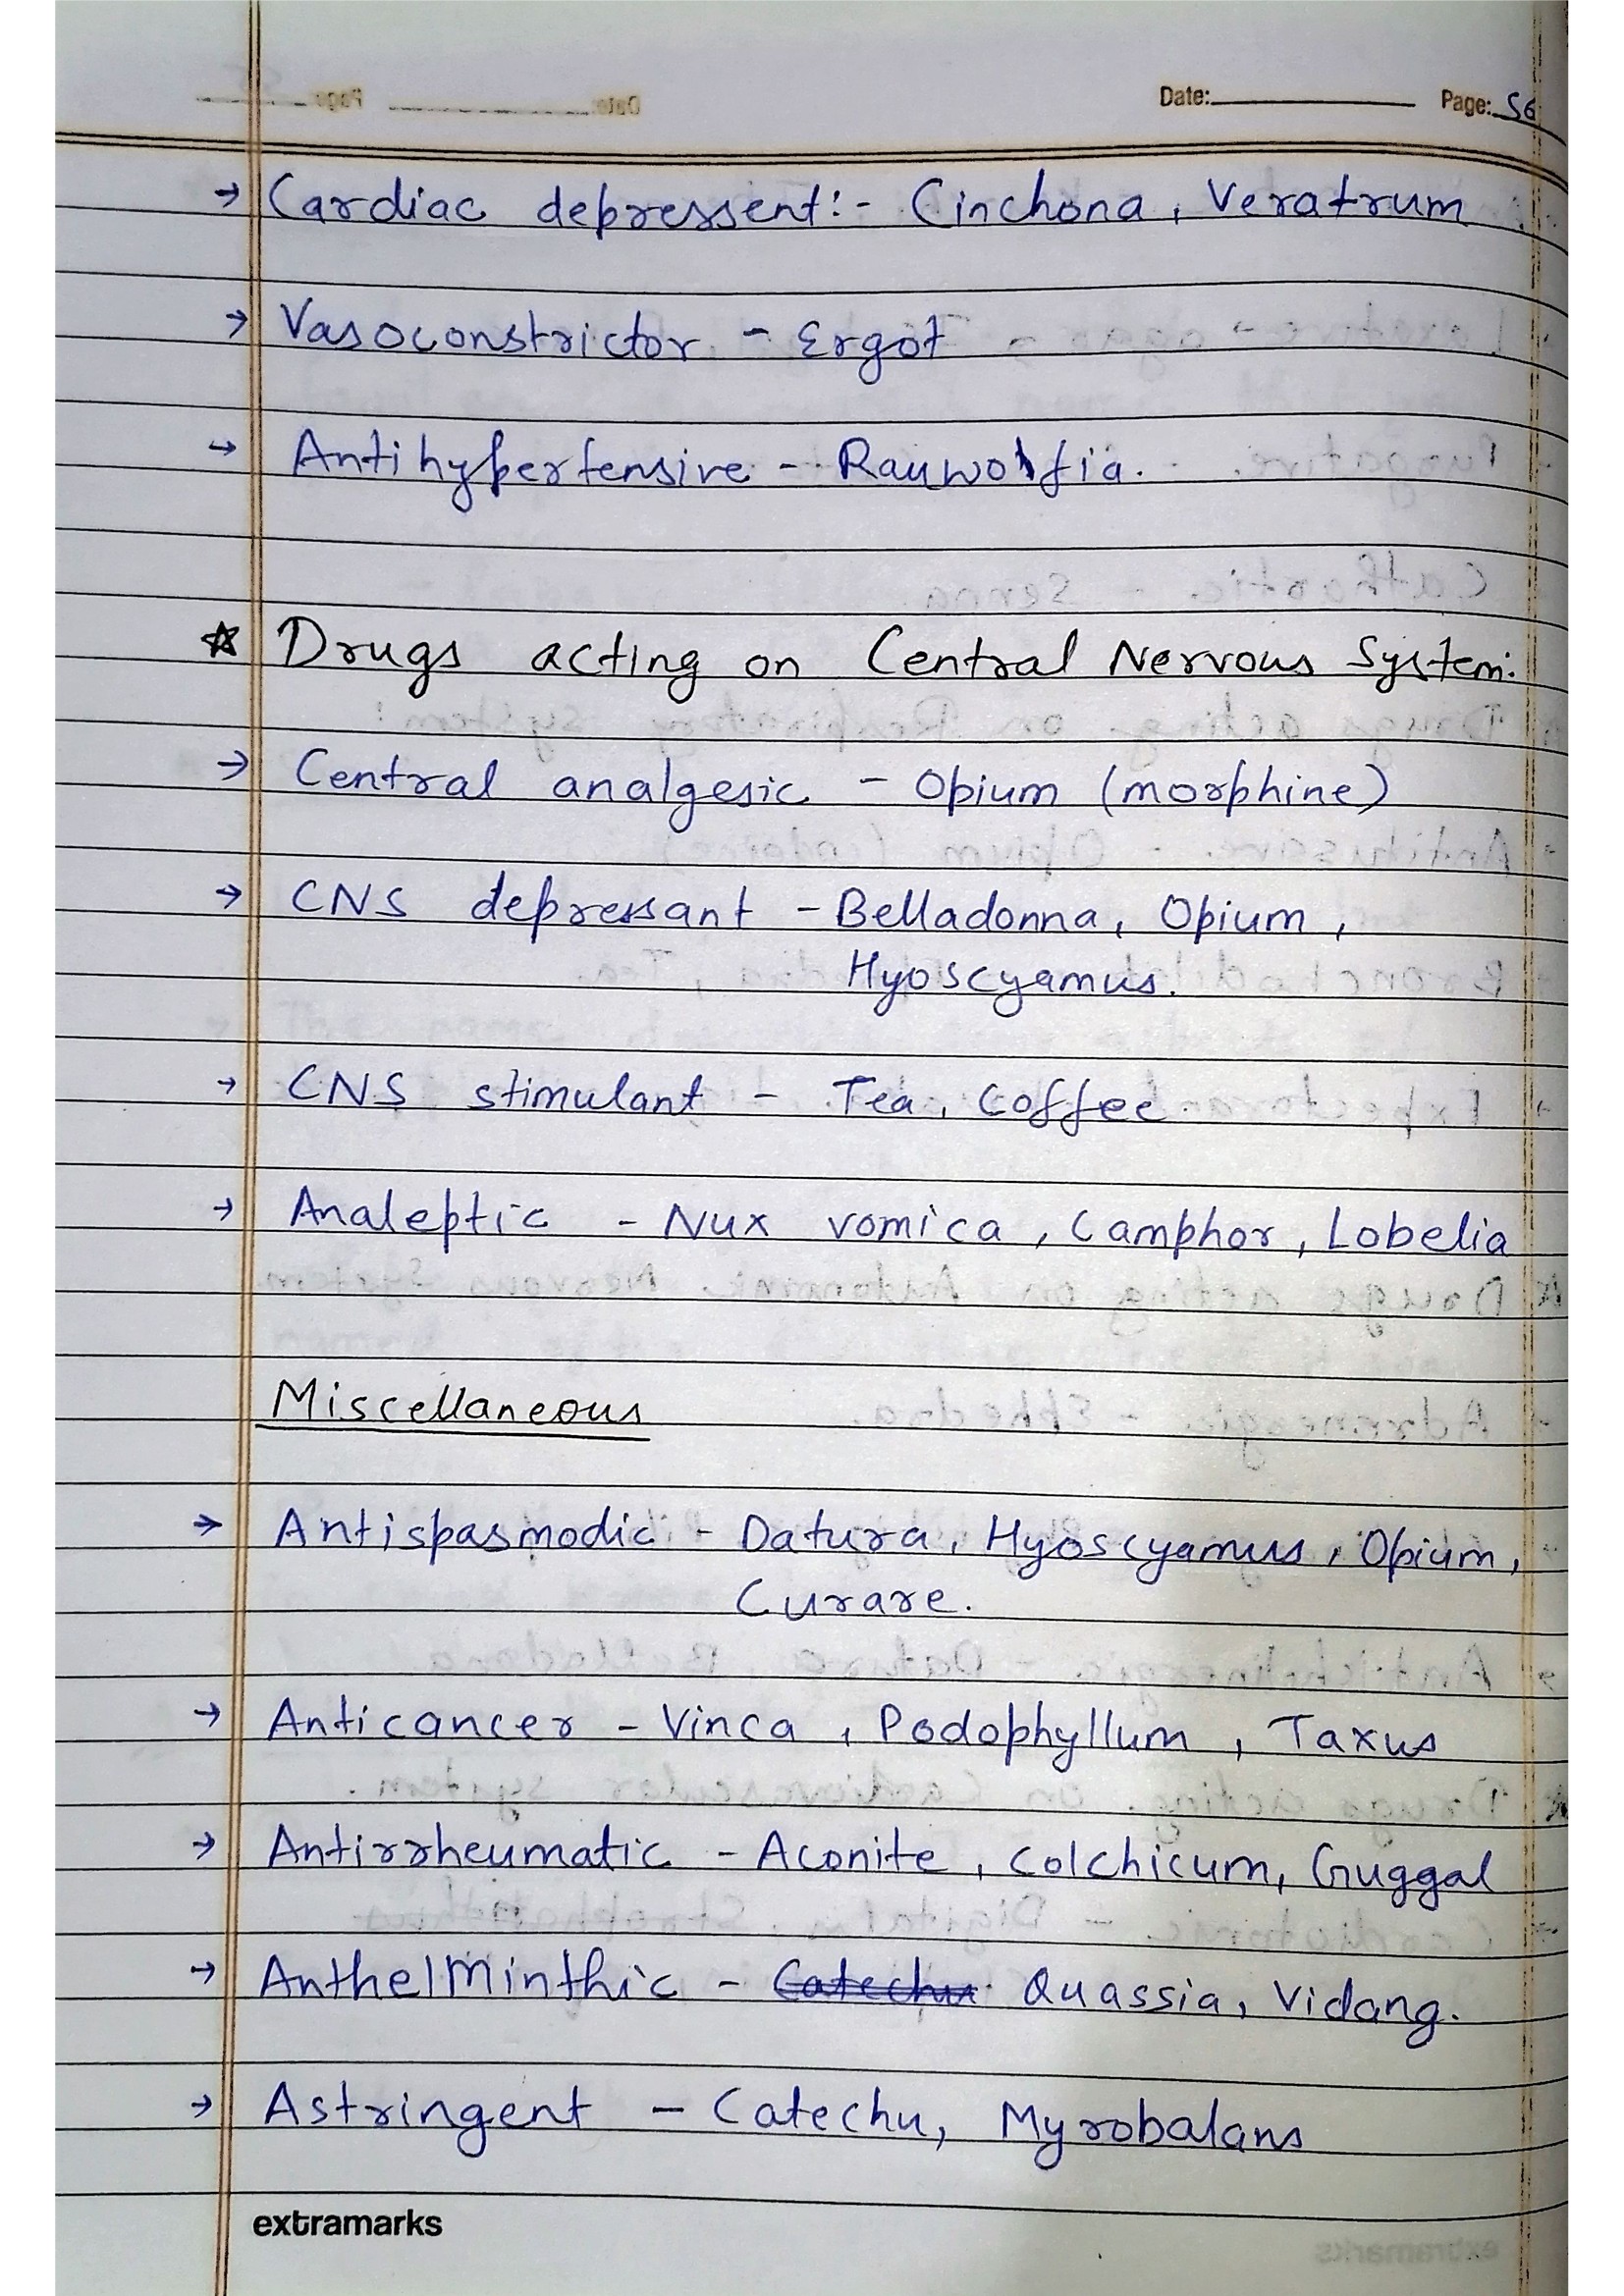 Date: Page: 56
→ Cardiac depressent:- Cinchona, Veratrum
→ Vasoconstrictor - Ergot
→ Antihypertensive - Rauwolfia.
☆ Drugs acting on Central Nervous System:
→ Central analgesic - Opium (morphine)
→ CNS depressant - Belladonna, Opium,
Hyoscyamus.
→ CNS stimulant - Tea, Coffee.
→ Analeptic - Nux vomica, Camphor, Lobelia
Miscellaneous
→ Antispasmodic - Datura, Hyoscyamus, Opium,
Curare.
→ Anticancer - Vinca, Podophyllum, Taxus
→ Antirrheumatic - Aconite, Colchicum, Guggal
→ Anthelminthic - Catechu Quassia, Vidang.
→ Astringent - Catechu, Myrobalans
extramarks